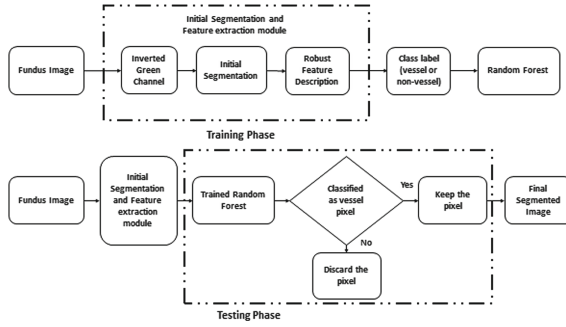 Initial Segmentation and
Feature extraction module
Fundus Image
Inverted
Green
Channel
Initial
Segmentation
Robust
Feature
Description
Class label
(vessel or
non-vessel)
Random Forest
Training Phase
Fundus Image
Initial
Segmentation
and Feature
extraction
module
Trained Random
Forest
Classified
as vessel
pixel
Yes
Keep the
pixel
Final
Segmented
Image
No
Discard the
pixel
Testing Phase